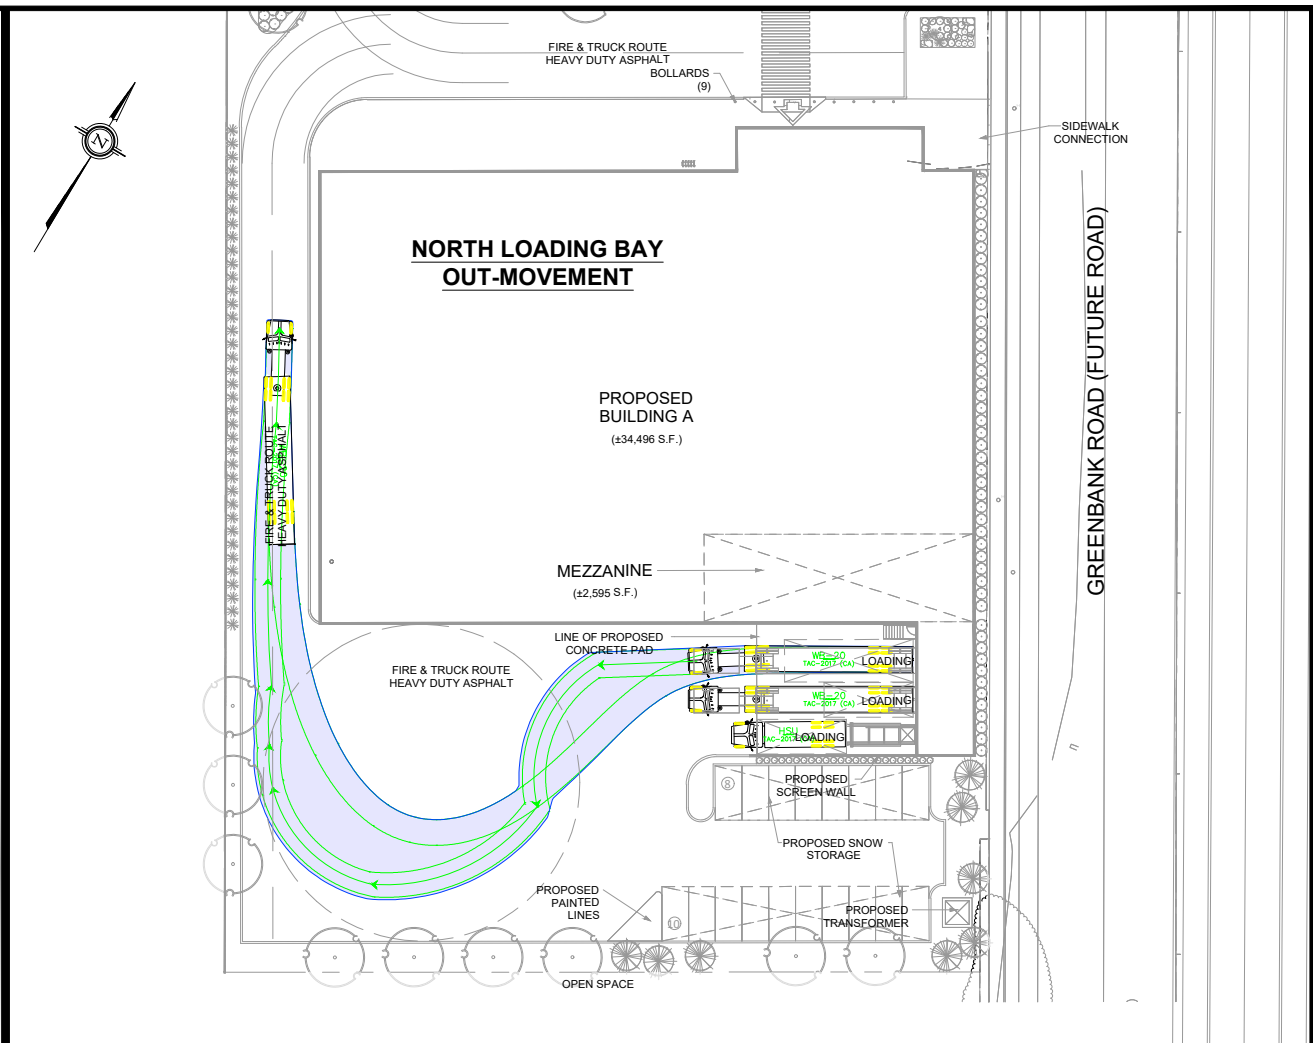 FIRE & TRUCK ROUTE
HEAVY DUTY ASPHALT
BOLLARDS
(9)
SIDEWALK
CONNECTION
N
NORTH LOADING BAY
OUT-MOVEMENT
GREENBANK ROAD (FUTURE ROAD)
PROPOSED
BUILDING A
(±34,496 S.F.)
FIRE & TRUCK ROUTE
HEAVY DUTY ASPHALT
MEZZANINE
(±2,595 S.F.)
LINE OF PROPOSED
CONCRETE PAD
FIRE & TRUCK ROUTE
HEAVY DUTY ASPHALT
WB-20
TAC-2017 (CA)
LOADING
WB-20
TAC-2017 (CA)
LOADING
HSU
LOADING
8
PROPOSED
SCREEN WALL
PROPOSED SNOW
STORAGE
PROPOSED
PAINTED
LINES
10
PROPOSED
TRANSFORMER
OPEN SPACE